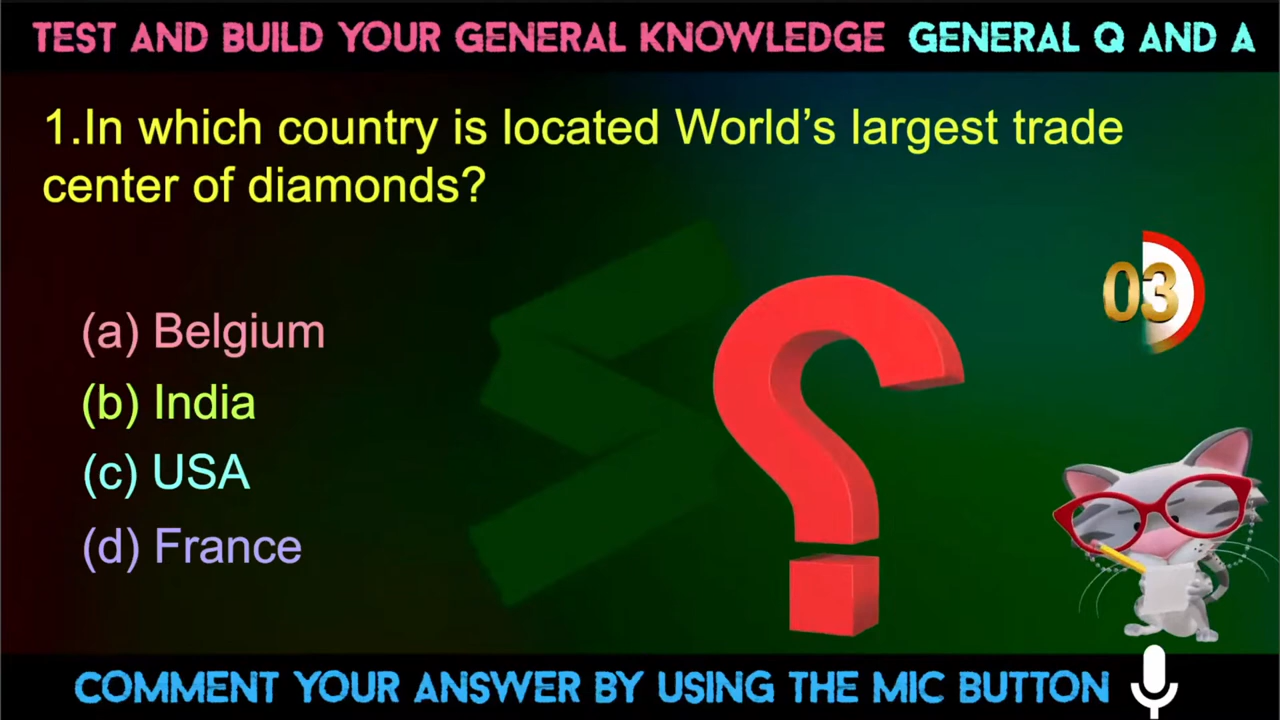 TEST AND BUILD YOUR GENERAL KNOWLEDGE GENERAL Q AND A
1.In which country is located World’s largest trade
center of diamonds?
(a) Belgium
03
(b) India
(c) USA
(d) France
COMMENT YOUR ANSWER BY USING THE MIC BUTTON